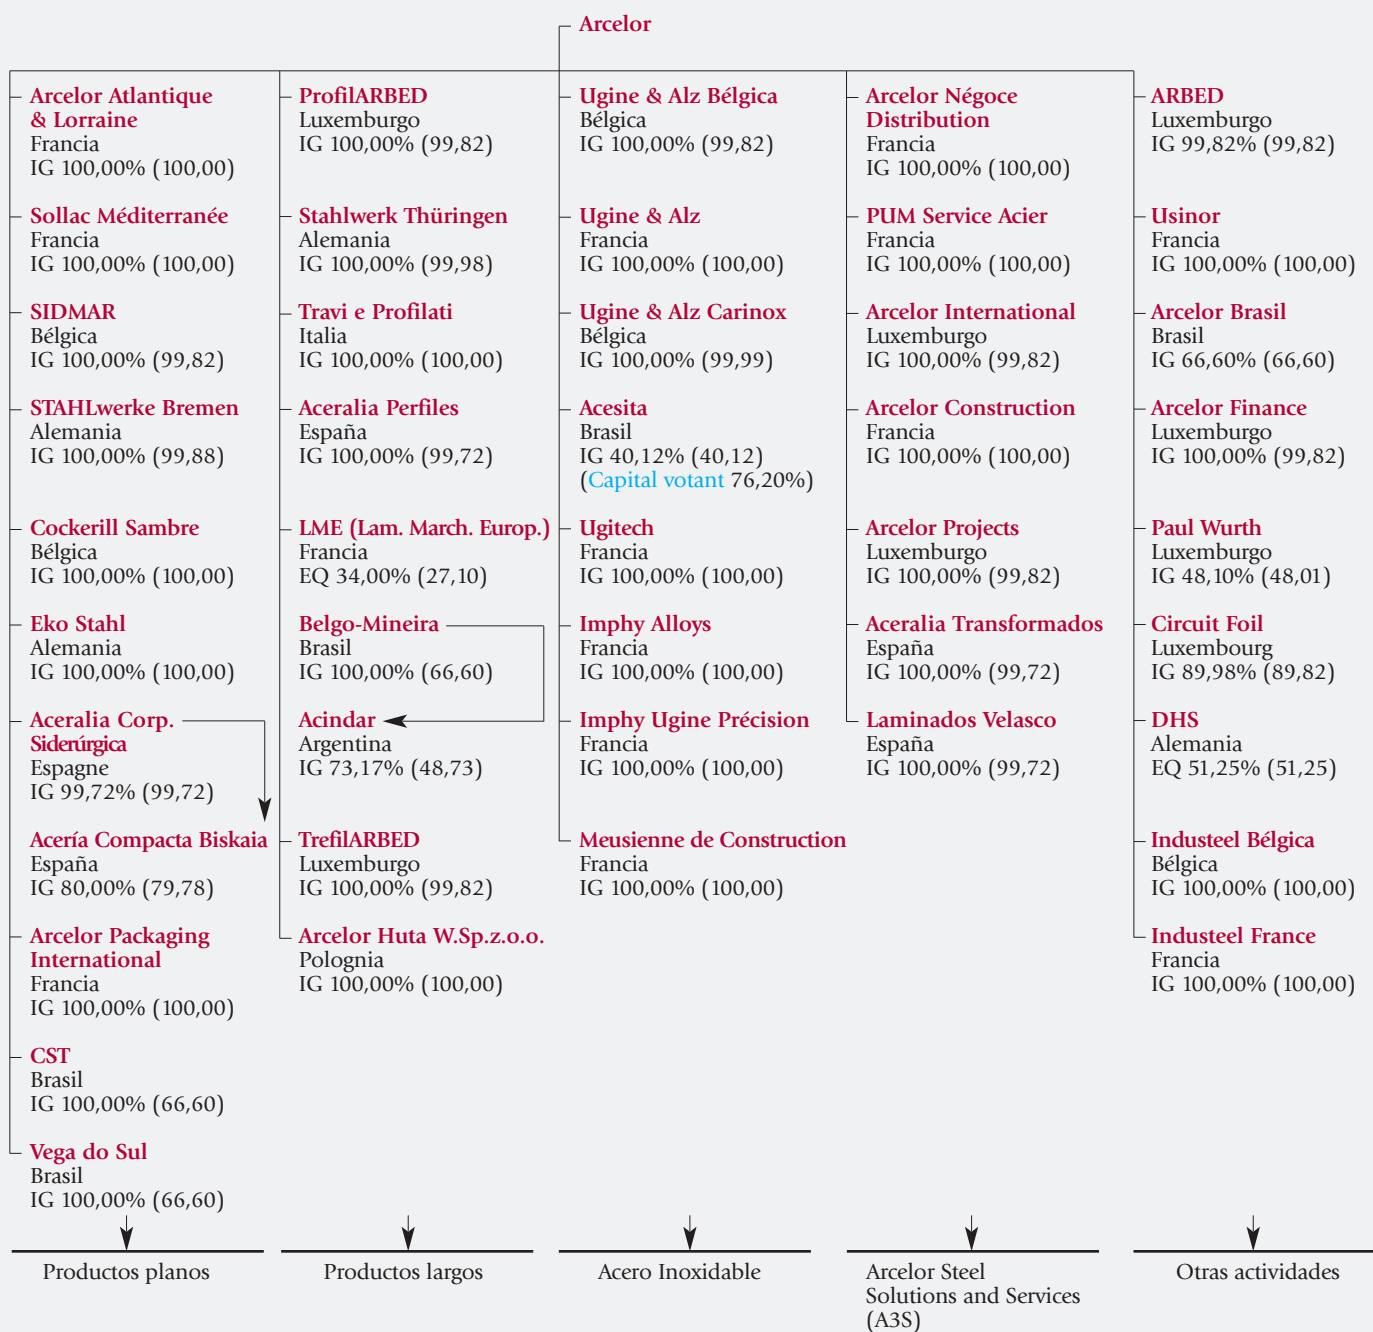 Arcelor
Arcelor Atlantique
& Lorraine
Francia
IG 100,00% (100,00)
Sollac Méditerranée
Francia
IG 100,00% (100,00)
SIDMAR
Bélgica
IG 100,00% (99,82)
STAHLwerke Bremen
Alemania
IG 100,00% (99,88)
Cockerill Sambre
Bélgica
IG 100,00% (100,00)
Eko Stahl
Alemania
IG 100,00% (100,00)
Aceralia Corp.
Siderúrgica
Espagne
IG 99,72% (99,72)
Acería Compacta Biskaia
España
IG 80,00% (79,78)
Arcelor Packaging
International
Francia
IG 100,00% (100,00)
CST
Brasil
IG 100,00% (66,60)
Vega do Sul
Brasil
IG 100,00% (66,60)
Productos planos
ProfilARBED
Luxemburgo
IG 100,00% (99,82)
Stahlwerk Thüringen
Alemania
IG 100,00% (99,98)
Travi e Profilati
Italia
IG 100,00% (100,00)
Aceralia Perfiles
España
IG 100,00% (99,72)
LME (Lam. March. Europ.)
Francia
EQ 34,00% (27,10)
Belgo-Mineira
Brasil
IG 100,00% (66,60)
Acindar
Argentina
IG 73,17% (48,73)
TrefilARBED
Luxemburgo
IG 100,00% (99,82)
Arcelor Huta W.Sp.z.o.o.
Polognia
IG 100,00% (100,00)
Productos largos
Ugine & Alz Bélgica
Bélgica
IG 100,00% (99,82)
Ugine & Alz
Francia
IG 100,00% (100,00)
Ugine & Alz Carinox
Bélgica
IG 100,00% (99,99)
Acesita
Brasil
IG 40,12% (40,12)
(Capital votant 76,20%)
Ugitech
Francia
IG 100,00% (100,00)
Imphy Alloys
Francia
IG 100,00% (100,00)
Imphy Ugine Précision
Francia
IG 100,00% (100,00)
Meusienne de Construction
Francia
IG 100,00% (100,00)
Acero Inoxidable
Arcelor Négoce
Distribution
Francia
IG 100,00% (100,00)
PUM Service Acier
Francia
IG 100,00% (100,00)
Arcelor International
Luxemburgo
IG 100,00% (99,82)
Arcelor Construction
Francia
IG 100,00% (100,00)
Arcelor Projects
Luxemburgo
IG 100,00% (99,82)
Aceralia Transformados
España
IG 100,00% (99,72)
Laminados Velasco
España
IG 100,00% (99,72)
Arcelor Steel
Solutions and Services
(A3S)
ARBED
Luxemburgo
IG 99,82% (99,82)
Usinor
Francia
IG 100,00% (100,00)
Arcelor Brasil
Brasil
IG 66,60% (66,60)
Arcelor Finance
Luxemburgo
IG 100,00% (99,82)
Paul Wurth
Luxemburgo
IG 48,10% (48,01)
Circuit Foil
Luxembourg
IG 89,98% (89,82)
DHS
Alemania
EQ 51,25% (51,25)
Industeel Bélgica
Bélgica
IG 100,00% (100,00)
Industeel France
Francia
IG 100,00% (100,00)
Otras actividades